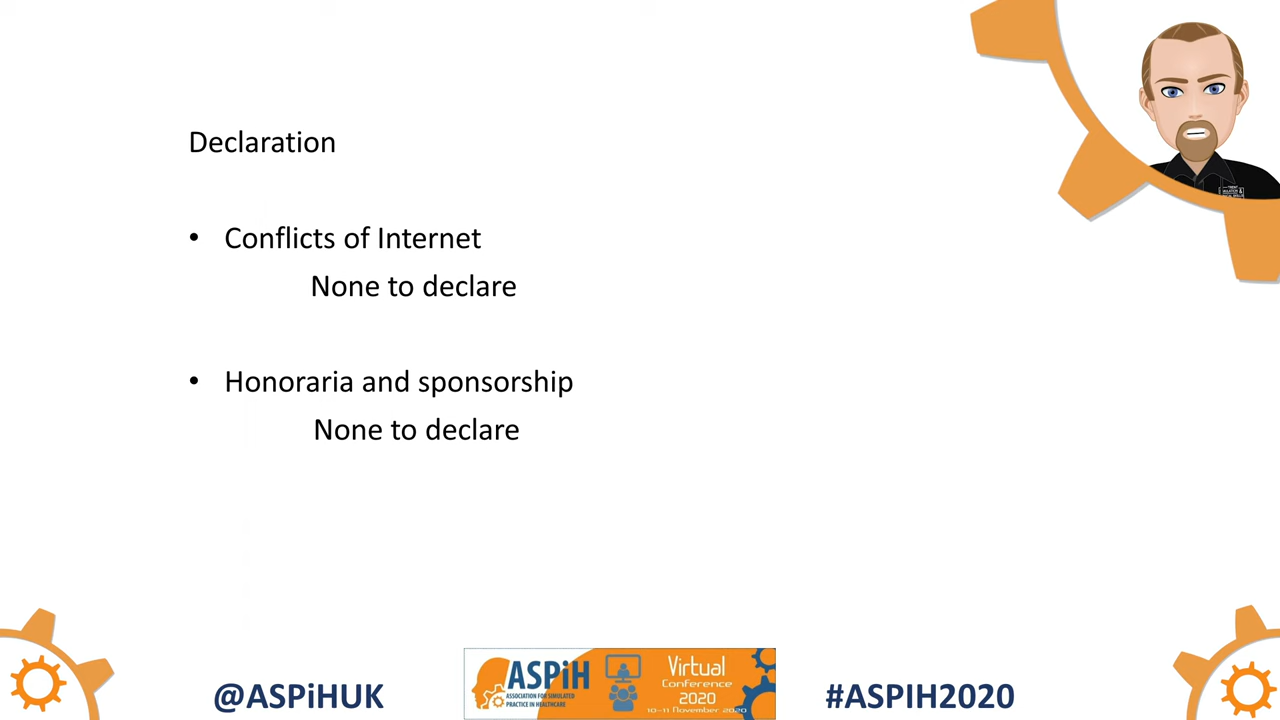 Declaration
• Conflicts of Internet
None to declare
• Honoraria and sponsorship
None to declare
@ASPiHUK
ASPiH
ASSOCIATION FOR SIMULATED
PRACTICE IN HEALTHCARE
Virtual
Conference
2020
10-11 November 2020
#ASPIH2020